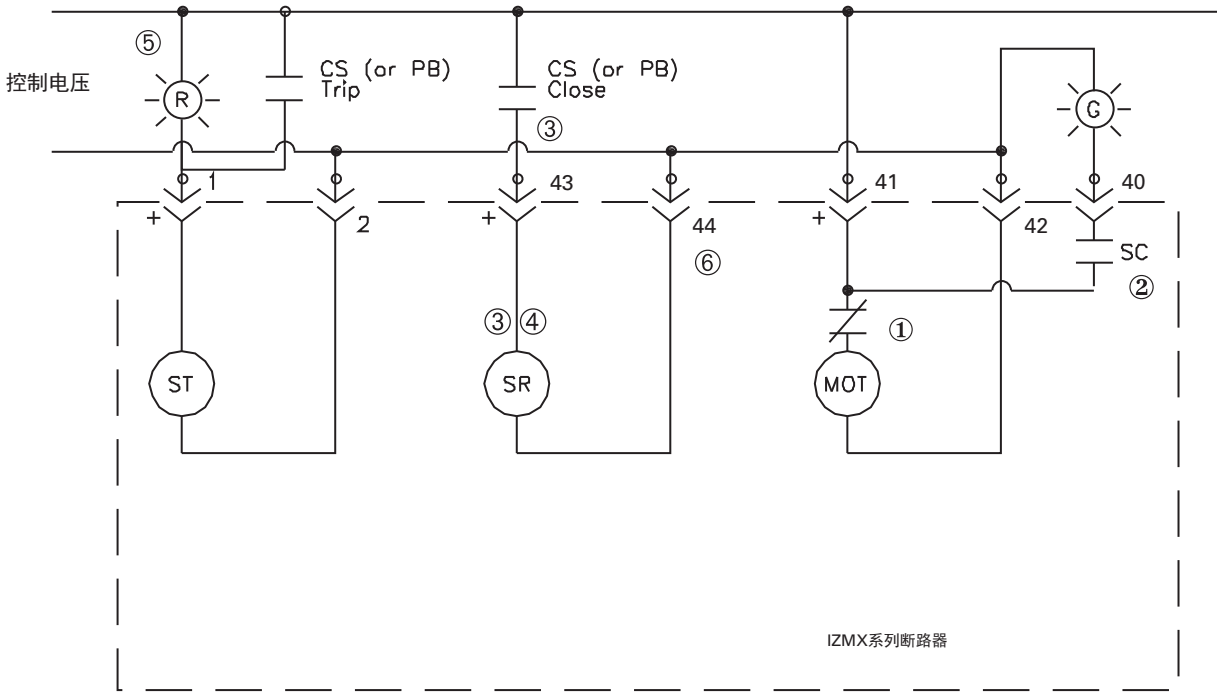 ⑤
控制电压
R
CS (or PB)
Trip
CS (or PB)
Close
③
G
1
+
2
43
+
44
⑥
41
+
42
40
SC
②
③ ④
①
ST
SR
MOT
IZMX系列断路器